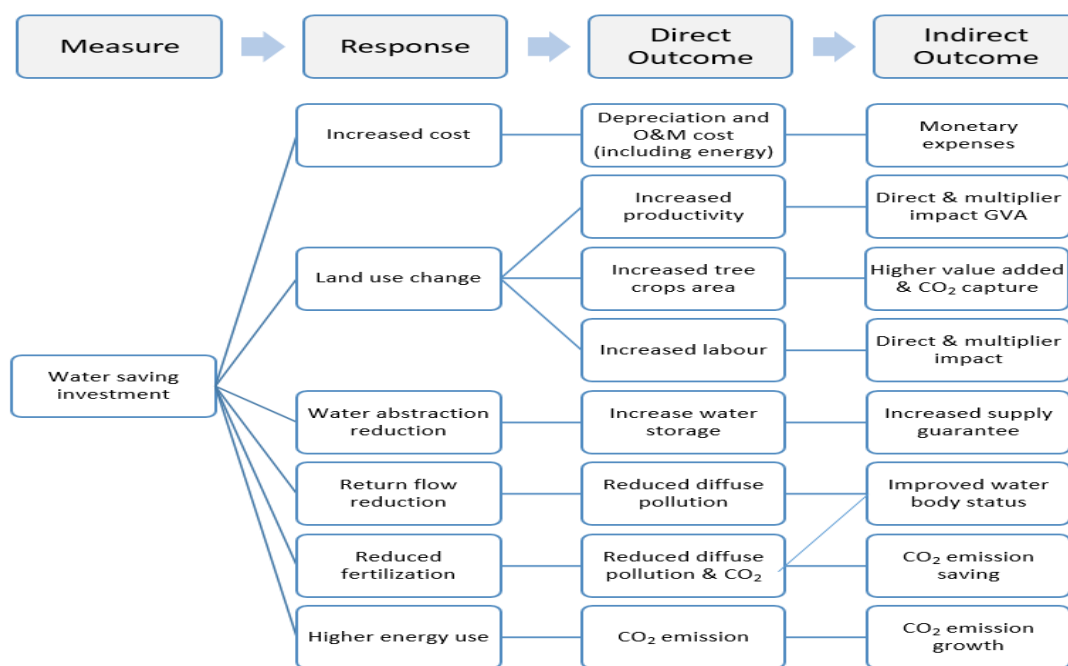 Measure
Response
Direct
Outcome
Indirect
Outcome
Increased cost
Depreciation and
O&M cost
(including energy)
Monetary
expenses
Increased
productivity
Direct & multiplier
impact GVA
Land use change
Increased tree
crops area
Higher value added
& CO₂ capture
Increased labour
Direct & multiplier
impact
Water saving
investment
Water abstraction
reduction
Increase water
storage
Increased supply
guarantee
Return flow
reduction
Reduced diffuse
pollution
Improved water
body status
Reduced
fertilization
Reduced diffuse
pollution & CO₂
CO₂ emission
saving
Higher energy use
CO₂ emission
CO₂ emission
growth